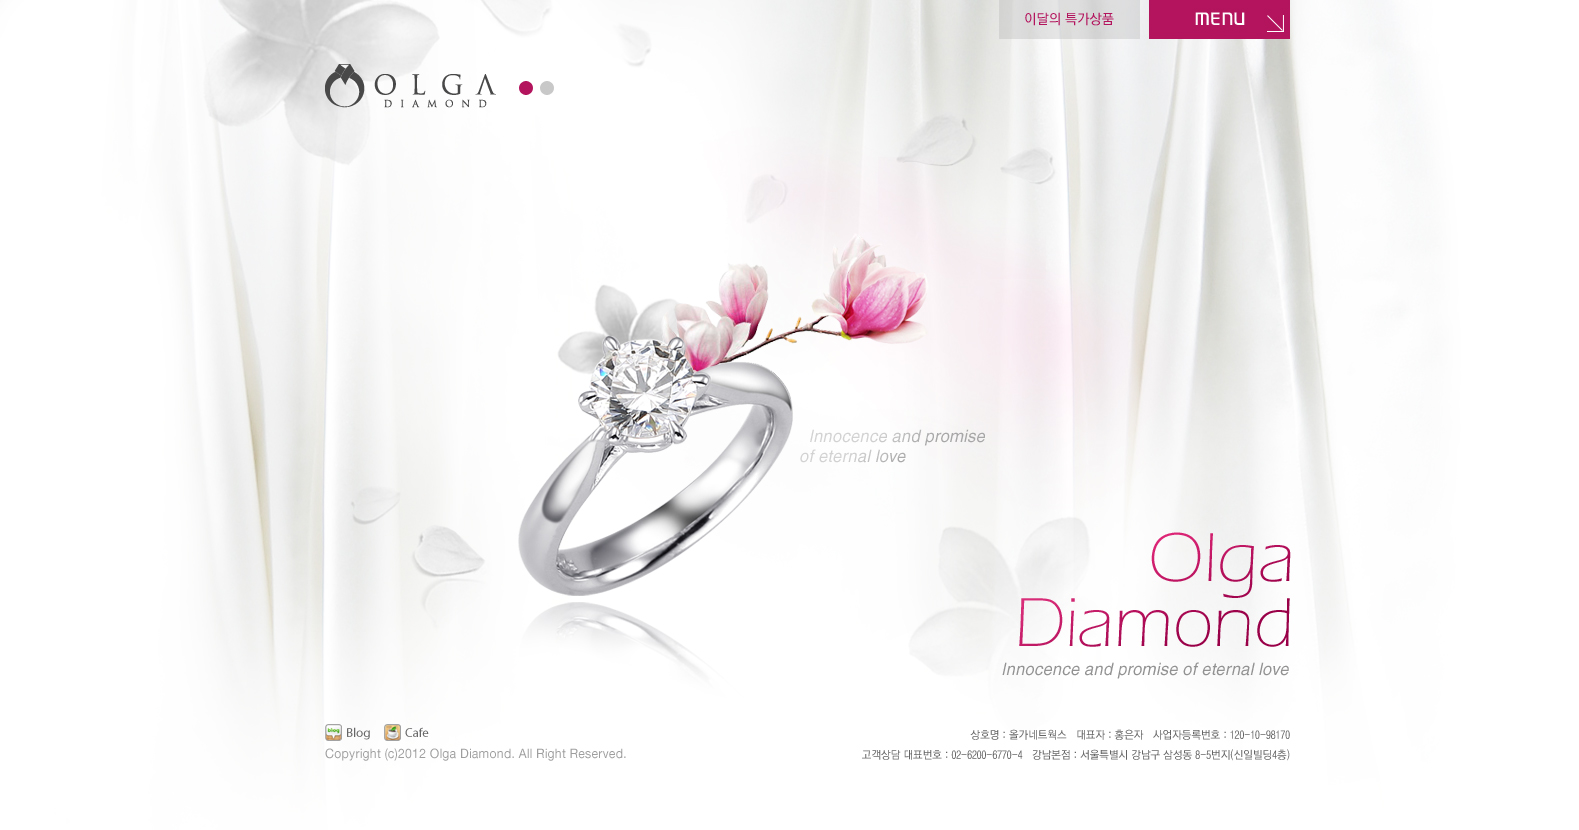 이달의 특가상품
MENU
OLGA
DIAMOND
Innocence and promise
of eternal love
Olga
Diamond
Innocence and promise of eternal love
Blog Cafe
Copyright (c)2012 Olga Diamond. All Right Reserved.
상호명 : 올가네트웍스 대표자 : 홍은자 사업자등록번호 : 120-10-98170
고객상담 대표번호 : 02-6200-6770-4 강남본점 : 서울특별시 강남구 삼성동 8-5번지(신일빌딩4층)